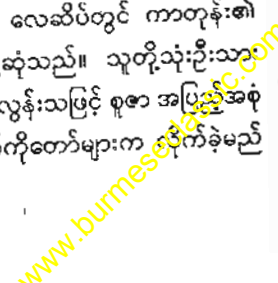 လေဆိပ်တွင် ကာတုန်း၏
ဆုံသည်။ သူတို့သုံးဦးသာ
လွန်းသဖြင့် စူဇာ အပြည့်အစုံ
ကိုတော်များက လိုက်ခဲ့မည်
www.burmeseclassic.com